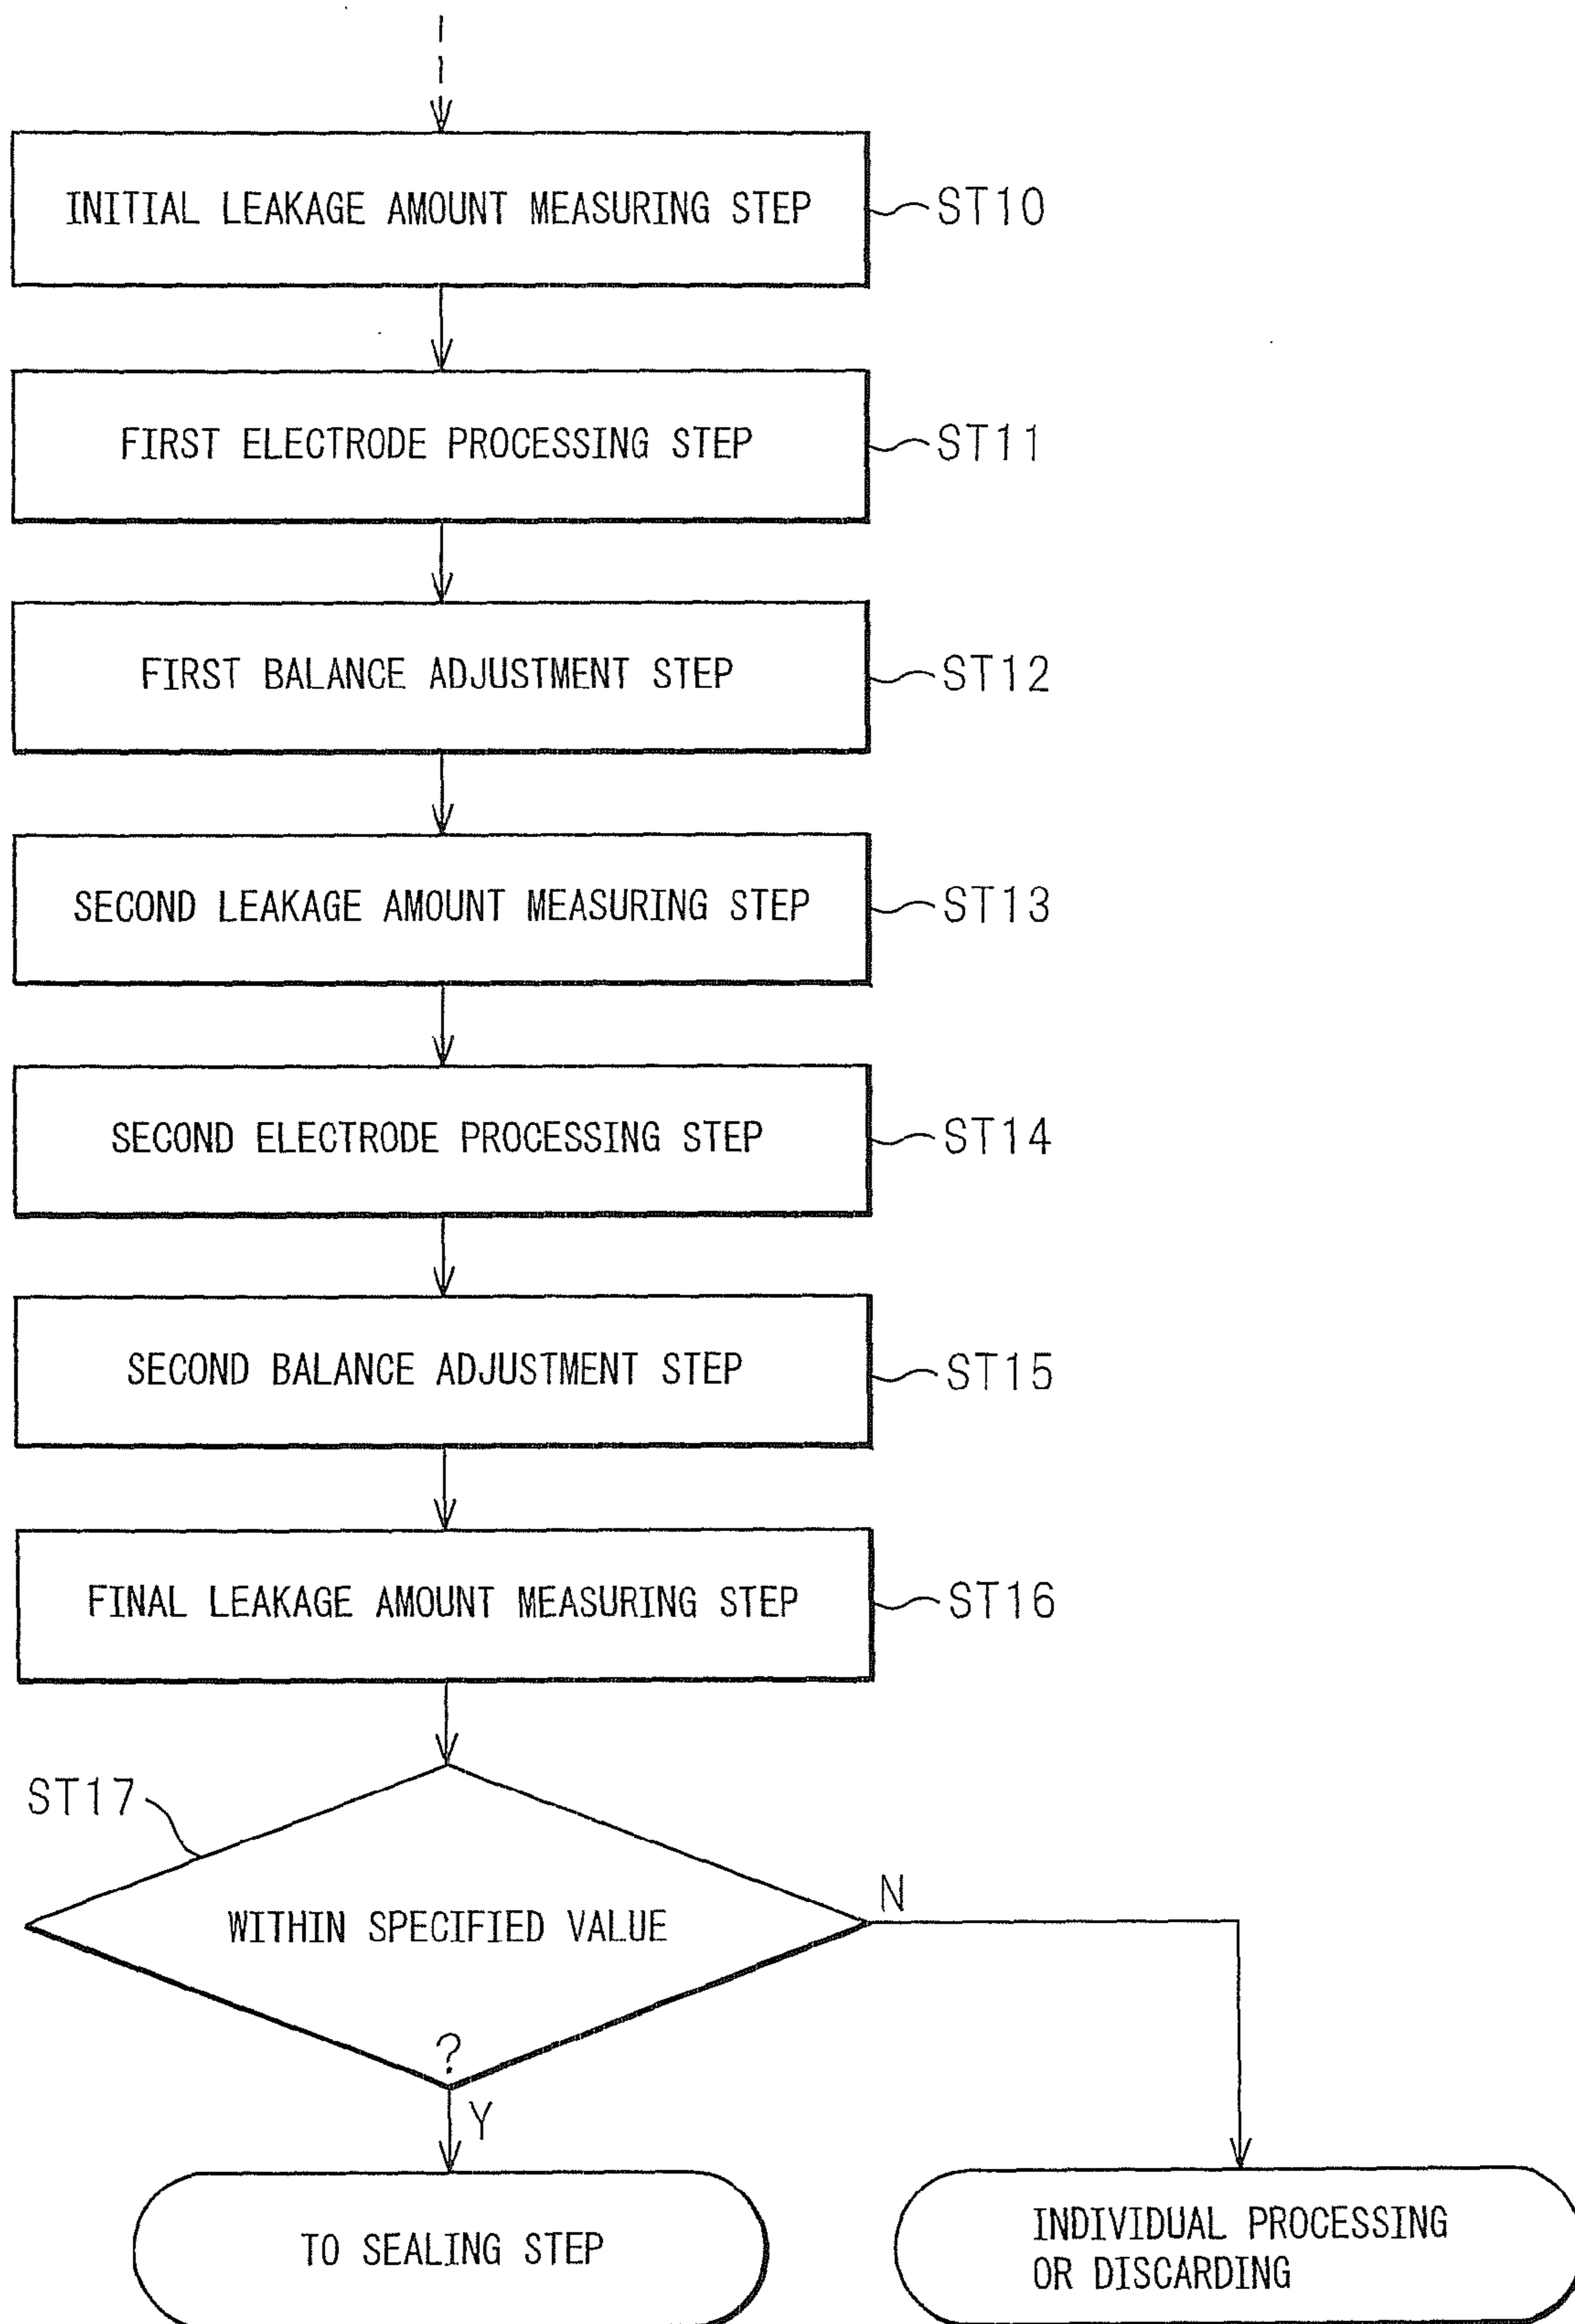 INITIAL LEAKAGE AMOUNT MEASURING STEP ST10
FIRST ELECTRODE PROCESSING STEP ST11
FIRST BALANCE ADJUSTMENT STEP ST12
SECOND LEAKAGE AMOUNT MEASURING STEP ST13
SECOND ELECTRODE PROCESSING STEP ST14
SECOND BALANCE ADJUSTMENT STEP ST15
FINAL LEAKAGE AMOUNT MEASURING STEP ST16
ST17
N
WITHIN SPECIFIED VALUE
?
Y
TO SEALING STEP
INDIVIDUAL PROCESSING
OR DISCARDING